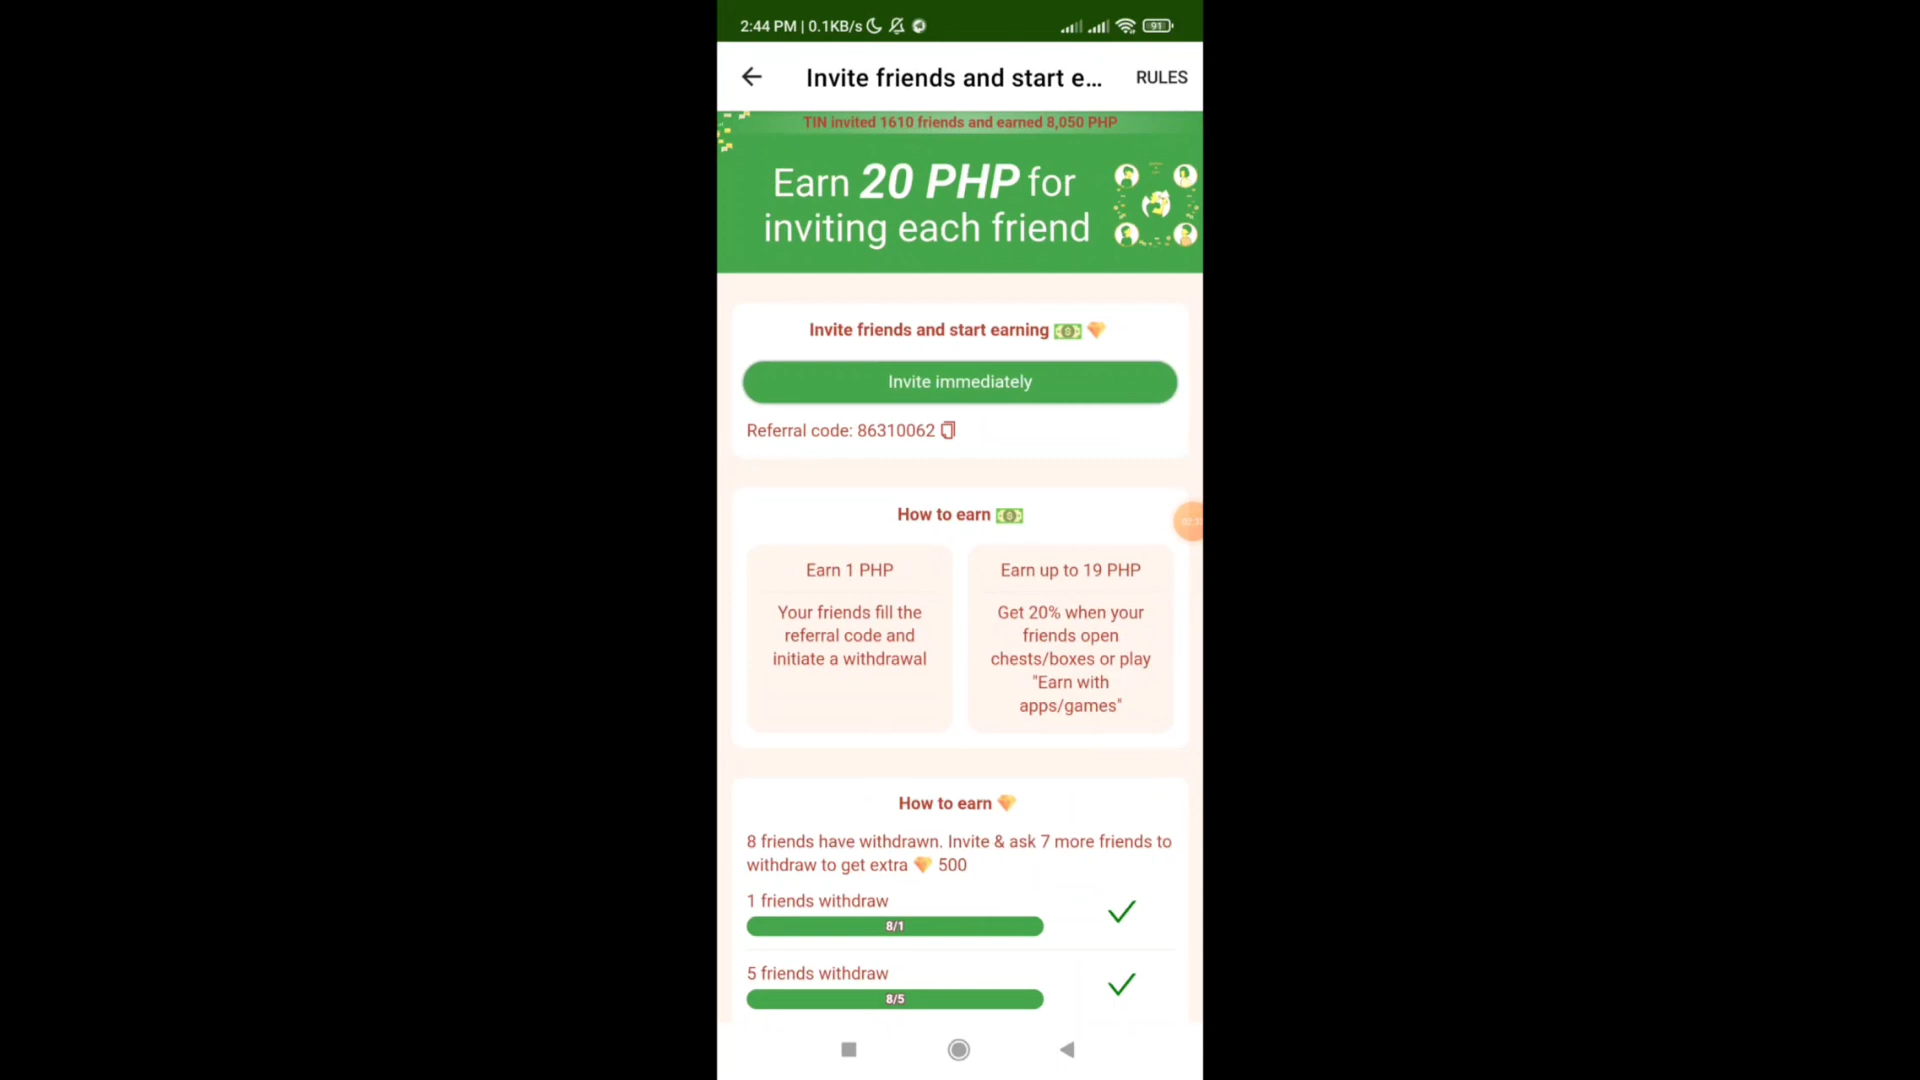 2:44 PM | 0.1KB/s
91
Invite friends and start e...
RULES
TIN invited 1610 friends and earned 8,050 PHP
Earn 20 PHP for
inviting each friend
Invite friends and start earning
Invite immediately
Referral code: 86310062
How to earn
Earn 1 PHP
Your friends fill the
referral code and
initiate a withdrawal
Earn up to 19 PHP
Get 20% when your
friends open
chests/boxes or play
"Earn with
apps/games"
How to earn
8 friends have withdrawn. Invite & ask 7 more friends to
withdraw to get extra 500
1 friends withdraw
8/1
5 friends withdraw
8/5